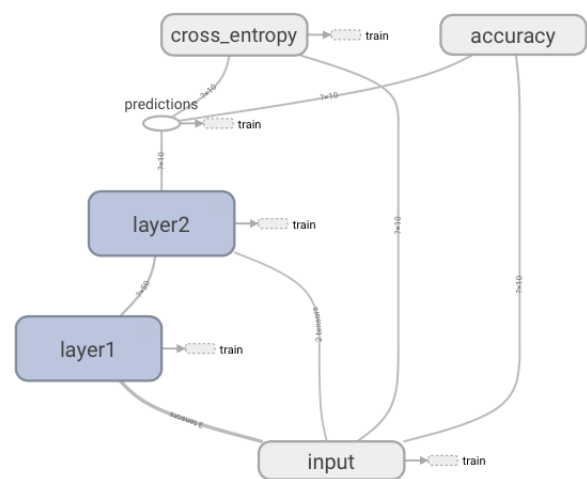 cross_entropy
train
accuracy
?×10
?×10
predictions
train
?×10
layer2
train
?×10
?×50
2 tensors
?×10
layer1
train
3 tensors
input
train